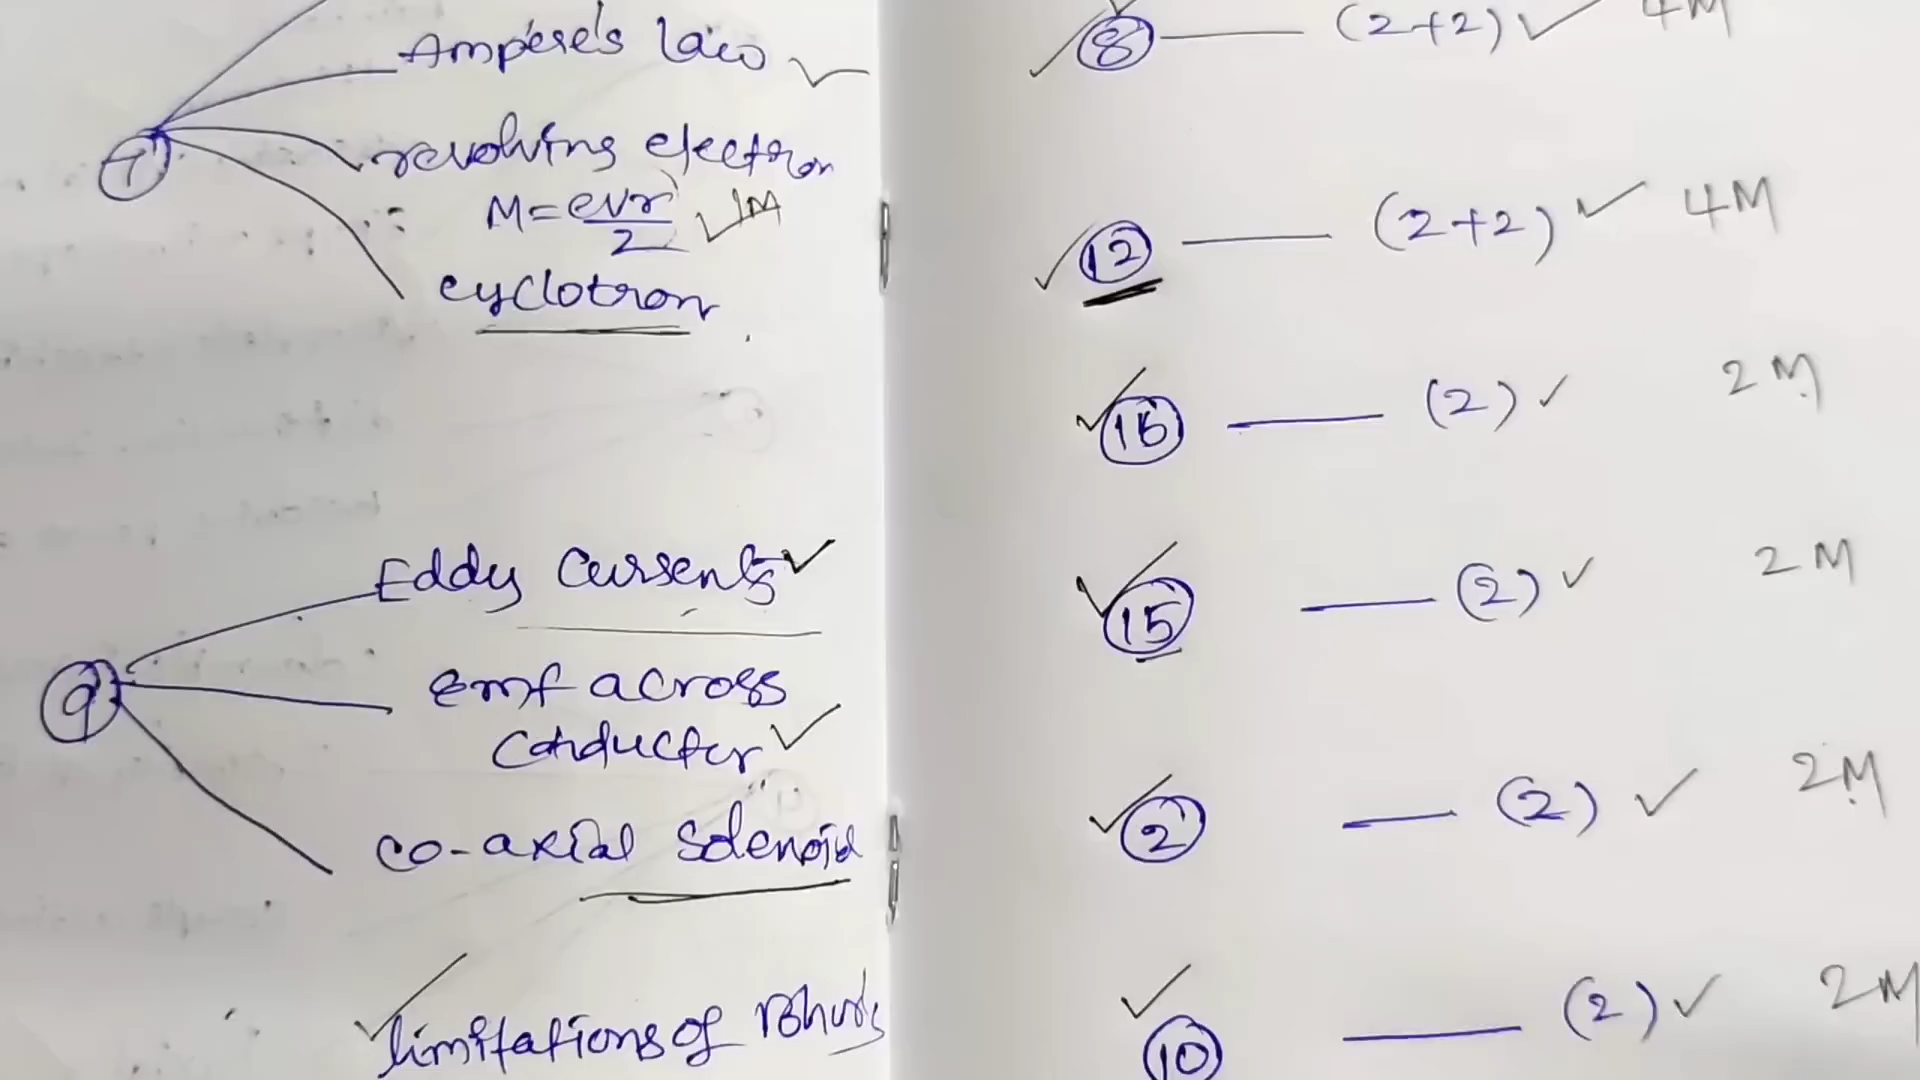 Ampere's law
7
revolving electron
M = evr/2 1M
cyclotron
Eddy Currents
9
emf across
conductor
co-axial solenoid
limitations of Bhor's
8 (2+2) 4M
12 (2+2) 4M
16 (2) 2M
15 (2) 2M
2 (2) 2M
10 (2) 2M